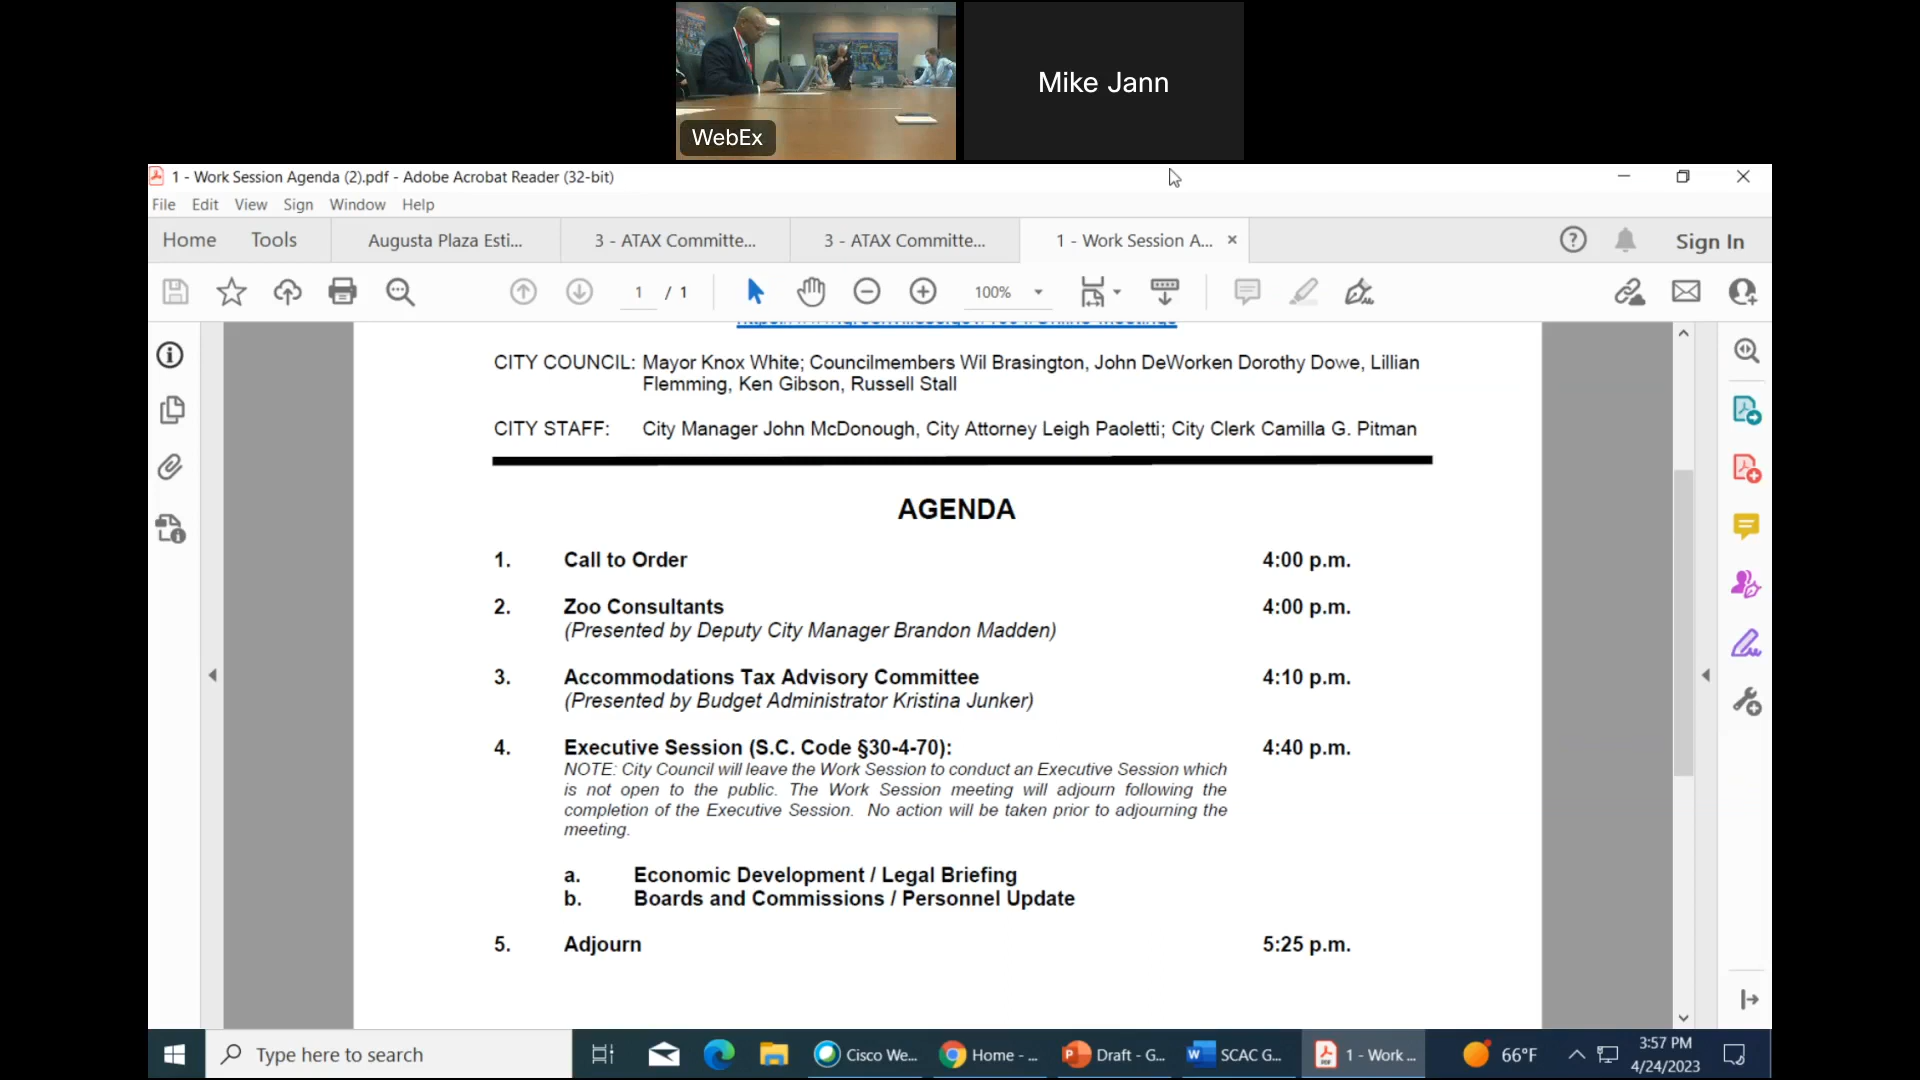 Mike Jann
WebEx
1 - Work Session Agenda (2).pdf - Adobe Acrobat Reader (32-bit)
File Edit View Sign Window Help
Home Tools Augusta Plaza Esti... 3 - ATAX Committe... 3 - ATAX Committe... 1 - Work Session A... × Sign In
1 / 1 100%
CITY COUNCIL: Mayor Knox White; Councilmembers Wil Brasington, John DeWorken Dorothy Dowe, Lillian
Flemming, Ken Gibson, Russell Stall
CITY STAFF: City Manager John McDonough, City Attorney Leigh Paoletti; City Clerk Camilla G. Pitman
AGENDA
1. Call to Order 4:00 p.m.
2. Zoo Consultants 4:00 p.m.
(Presented by Deputy City Manager Brandon Madden)
3. Accommodations Tax Advisory Committee 4:10 p.m.
(Presented by Budget Administrator Kristina Junker)
4. Executive Session (S.C. Code §30-4-70): 4:40 p.m.
NOTE: City Council will leave the Work Session to conduct an Executive Session which
is not open to the public. The Work Session meeting will adjourn following the
completion of the Executive Session. No action will be taken prior to adjourning the
meeting.
a. Economic Development / Legal Briefing
b. Boards and Commissions / Personnel Update
5. Adjourn 5:25 p.m.
Type here to search Cisco We... Home - ... Draft - G... SCAC G... 1 - Work ... 66°F 3:57 PM
4/24/2023